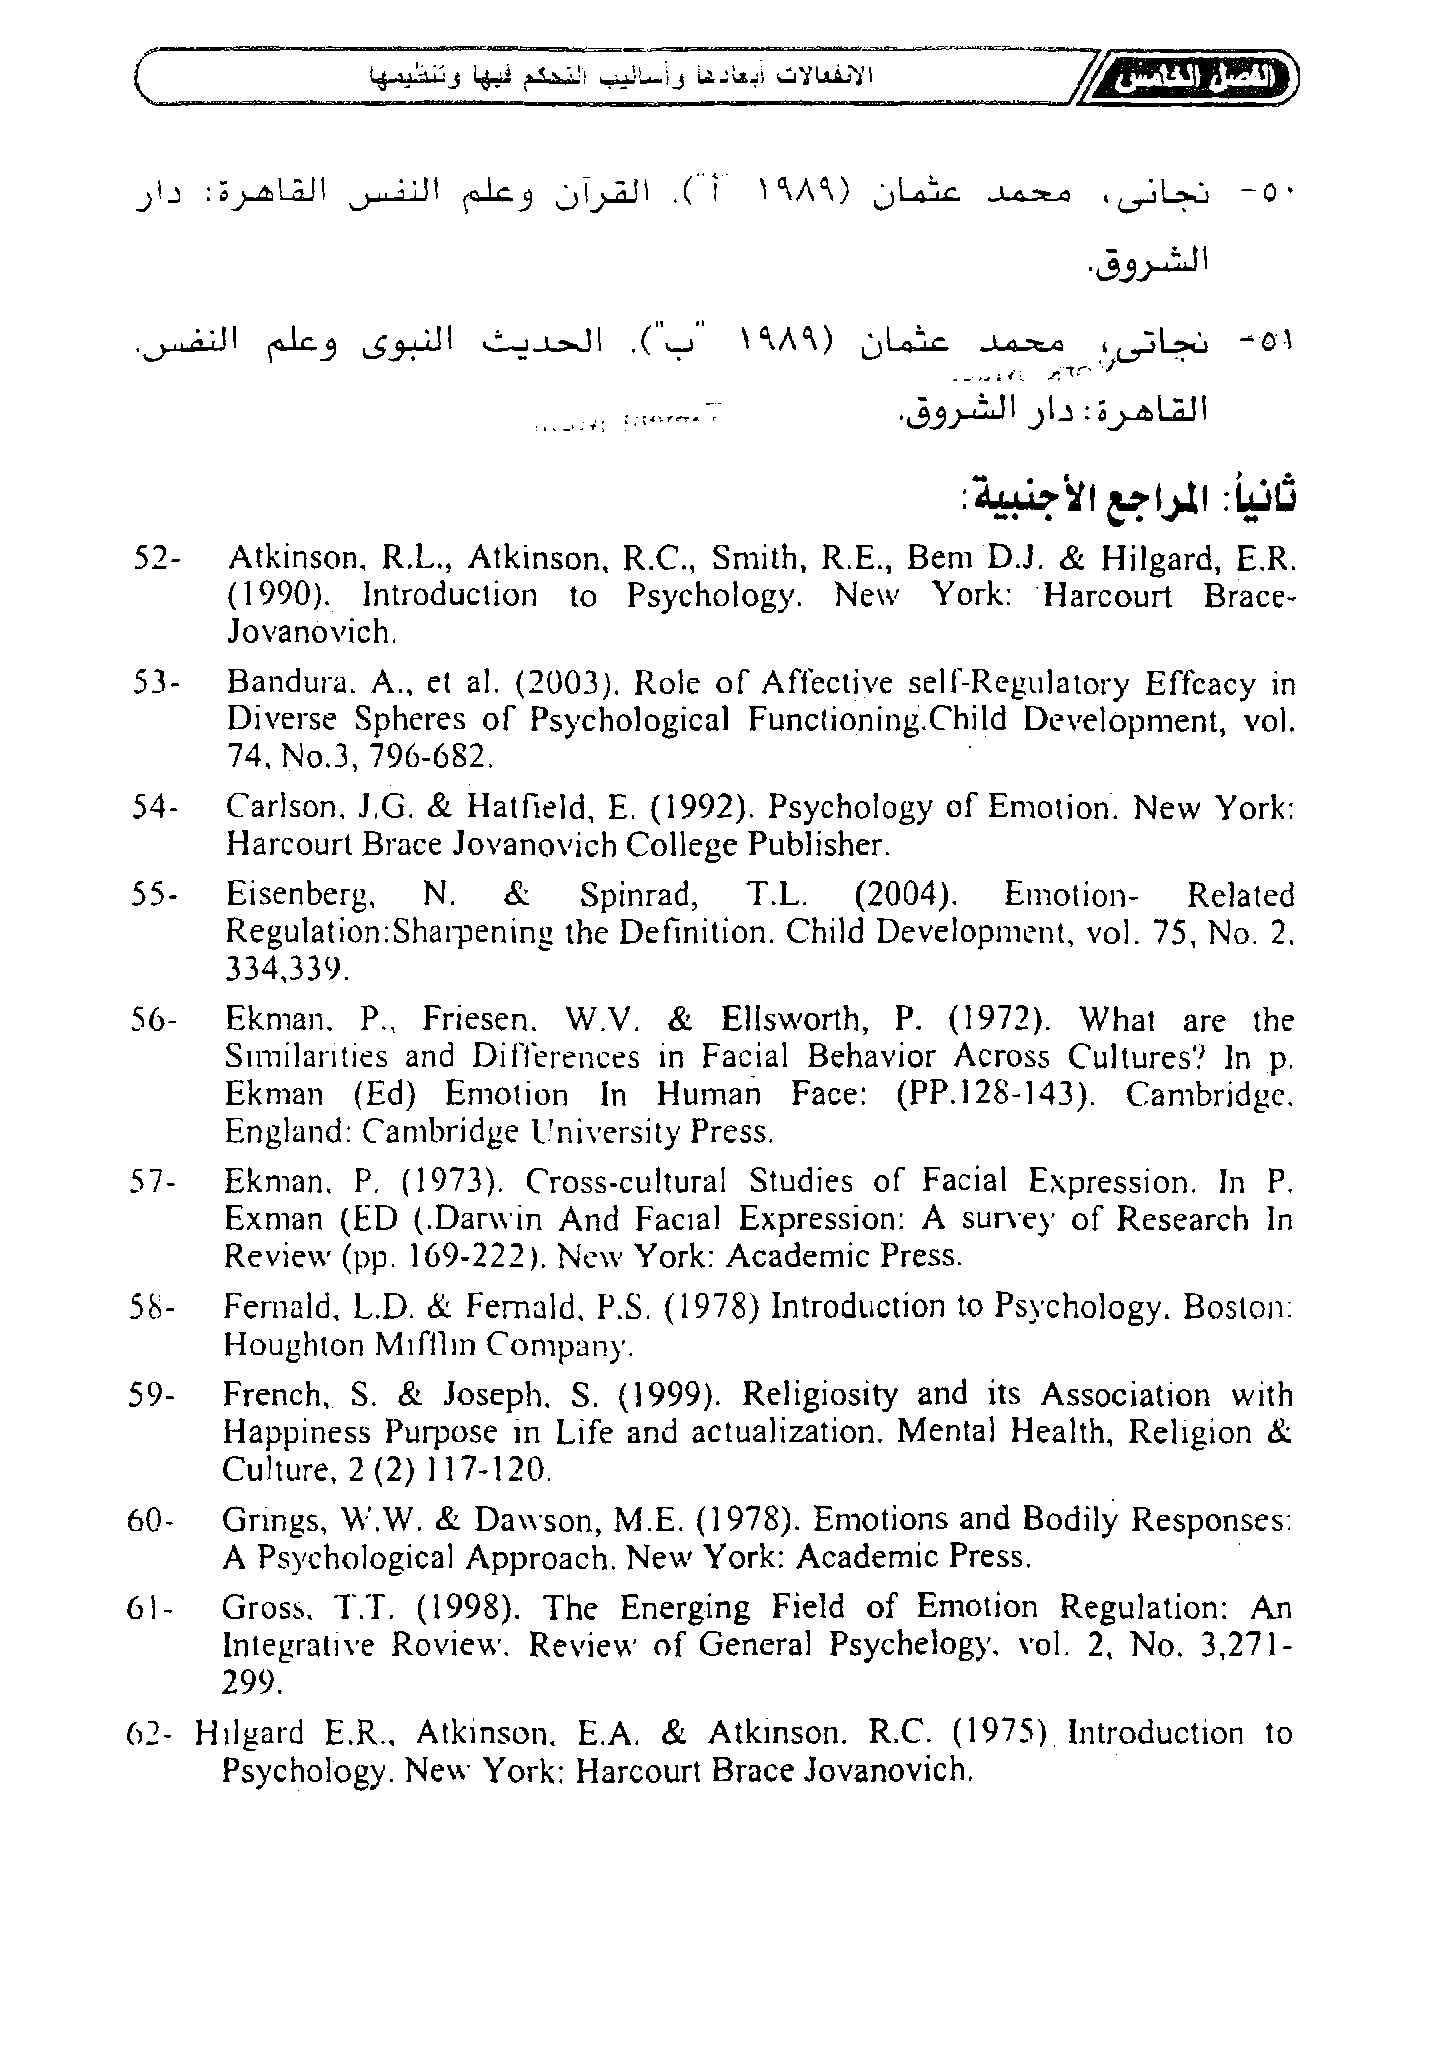 الفصل الخامس
الانفعالات أبعادها وأساليب التحكم فيها وتنظيمها
٥٠- نجاتى، محمد عثمان (١٩٨٩ "أ"). القرآن وعلم النفس القاهرة: دار
الشروق.
٥١- نجاتى، محمد عثمان (١٩٨٩ "ب"). الحديث النبوى وعلم النفس.
القاهرة: دار الشروق.
ثانياً: المراجع الأجنبية:
52- Atkinson, R.L., Atkinson, R.C., Smith, R.E., Bem D.J. & Hilgard, E.R.
(1990). Introduction to Psychology. New York: Harcourt Brace-
Jovanovich.
53- Bandura. A., et al. (2003). Role of Affective self-Regulatory Effcacy in
Diverse Spheres of Psychological Functioning.Child Development, vol.
74, No.3, 796-682.
54- Carlson, J.G. & Hatfield, E. (1992). Psychology of Emotion. New York:
Harcourt Brace Jovanovich College Publisher.
55- Eisenberg, N. & Spinrad, T.L. (2004). Emotion- Related
Regulation:Sharpening the Definition. Child Development, vol. 75, No. 2,
334,339.
56- Ekman, P., Friesen, W.V. & Ellsworth, P. (1972). What are the
Similarities and Differences in Facial Behavior Across Cultures? In p.
Ekman (Ed) Emotion In Human Face: (PP.128-143). Cambridge,
England: Cambridge University Press.
57- Ekman, P. (1973). Cross-cultural Studies of Facial Expression. In P.
Exman (ED (.Darwin And Facial Expression: A survey of Research In
Review (pp. 169-222). New York: Academic Press.
58- Fernald, L.D. & Fernald, P.S. (1978) Introduction to Psychology. Boston:
Houghton Mifflin Company.
59- French, S. & Joseph, S. (1999). Religiosity and its Association with
Happiness Purpose in Life and actualization. Mental Health, Religion &
Culture, 2 (2) 117-120.
60- Grings, W.W. & Dawson, M.E. (1978). Emotions and Bodily Responses:
A Psychological Approach. New York: Academic Press.
61- Gross, T.T. (1998). The Energing Field of Emotion Regulation: An
Integrative Roview. Review of General Psychelogy, vol. 2, No. 3,271-
299.
62- Hilgard E.R., Atkinson, E.A. & Atkinson, R.C. (1975) Introduction to
Psychology. New York: Harcourt Brace Jovanovich.